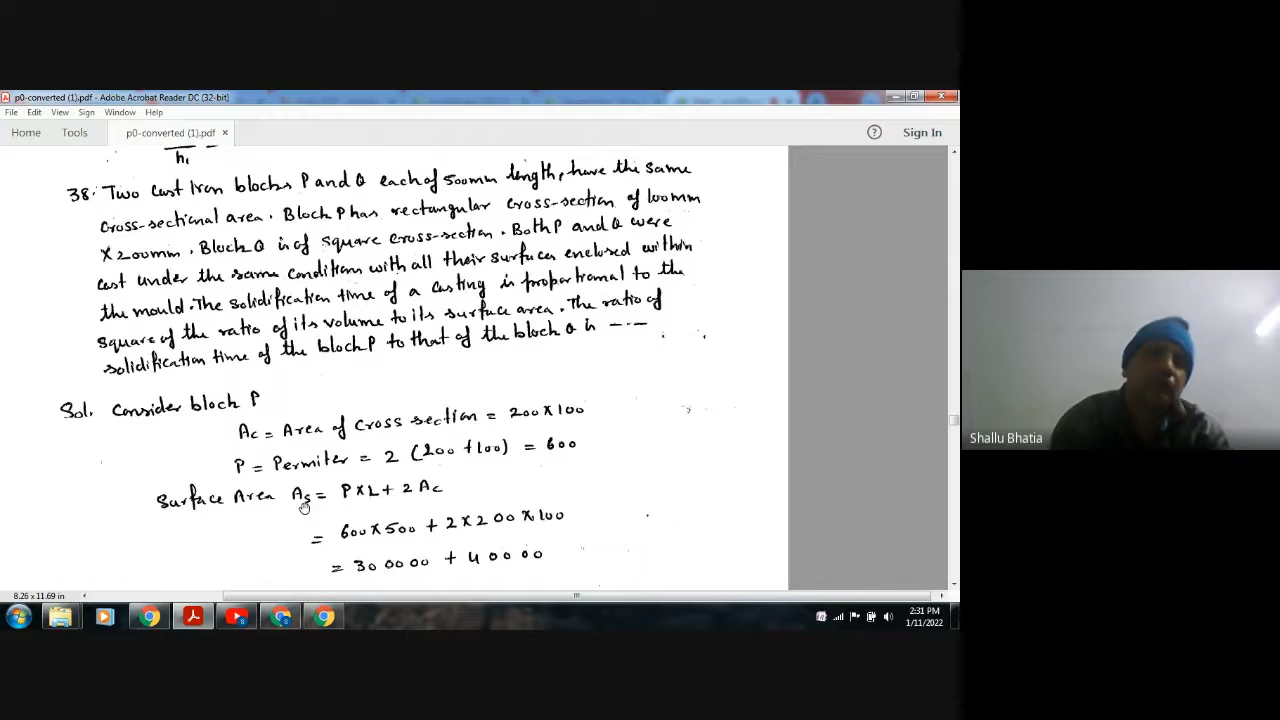 p0-converted (1).pdf - Adobe Acrobat Reader DC (32-bit)
File Edit View Sign Window Help
Home Tools p0-converted (1).pdf × ? Sign In
h₁
38. Two cast Iron blocks P and Q each of 500mm length, have the same
cross-sectional area. Block P has rectangular cross-section of 100mm
X 200mm. Block Q is of square cross-section. Both P and Q were
cast under the same condition with all their surfaces enclosed within
the mould. The solidification time of a casting is proportional to the
square of the ratio of its volume to its surface area. The ratio of
solidification time of the block P to that of the block Q is ----
Sol. Consider block P
Ac = Area of Cross section = 200 X 100
P = Permiter = 2 (200 + 100) = 600
Surface Area As = P X L + 2 Ac
= 600 X 500 + 2 X 200 X 100
= 300000 + 40000
8.26 x 11.69 in
Shallu Bhatia
2:31 PM
1/11/2022